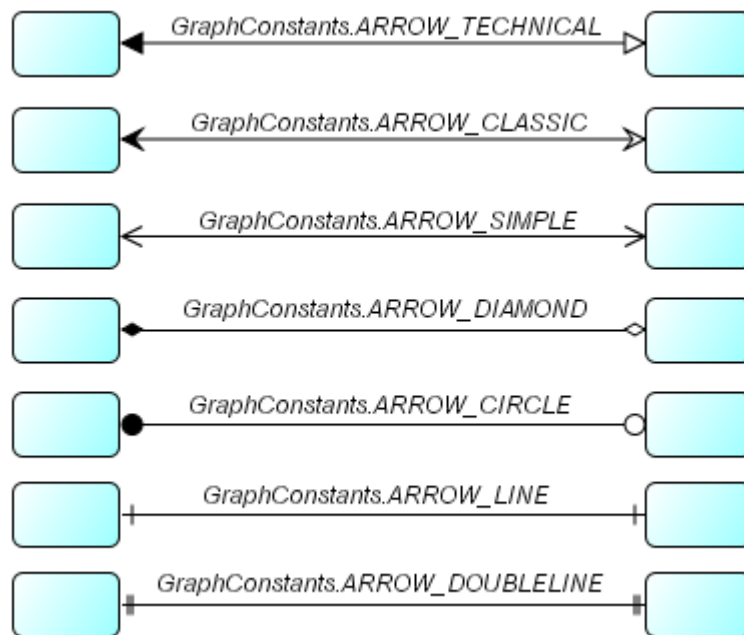 GraphConstants.ARROW_TECHNICAL
GraphConstants.ARROW_CLASSIC
GraphConstants.ARROW_SIMPLE
GraphConstants.ARROW_DIAMOND
GraphConstants.ARROW_CIRCLE
GraphConstants.ARROW_LINE
GraphConstants.ARROW_DOUBLELINE